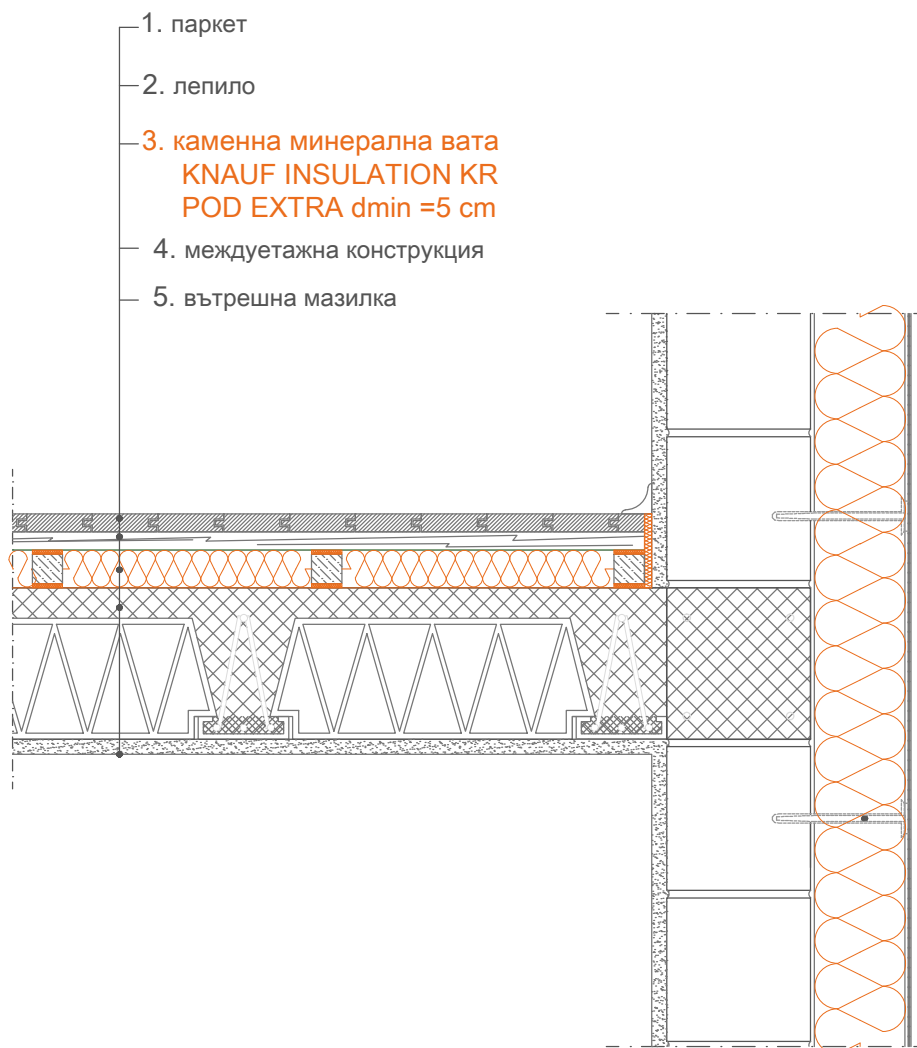 1. паркет
2. лепило
3. каменна минерална вата
KNAUF INSULATION KR
POD EXTRA dmin =5 cm
4. междуетажна конструкция
5. вътрешна мазилка